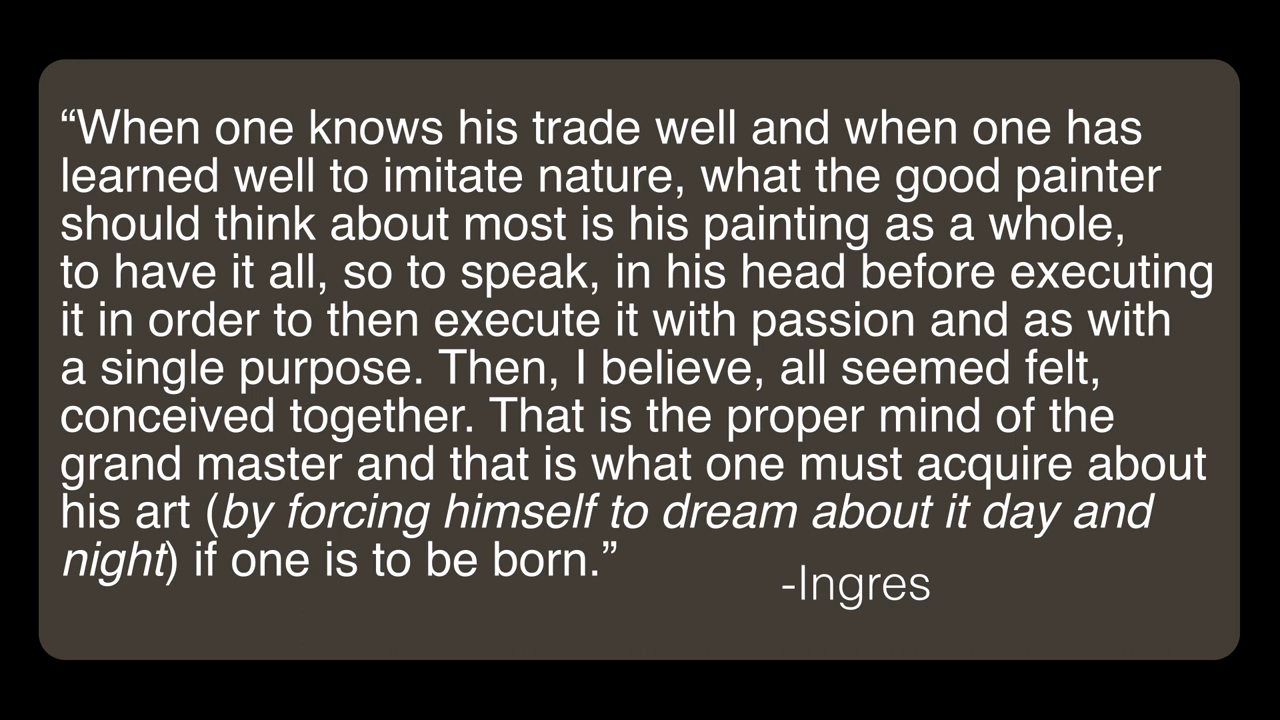 “When one knows his trade well and when one has
learned well to imitate nature, what the good painter
should think about most is his painting as a whole,
to have it all, so to speak, in his head before executing
it in order to then execute it with passion and as with
a single purpose. Then, I believe, all seemed felt,
conceived together. That is the proper mind of the
grand master and that is what one must acquire about
his art (by forcing himself to dream about it day and
night) if one is to be born.”
-Ingres